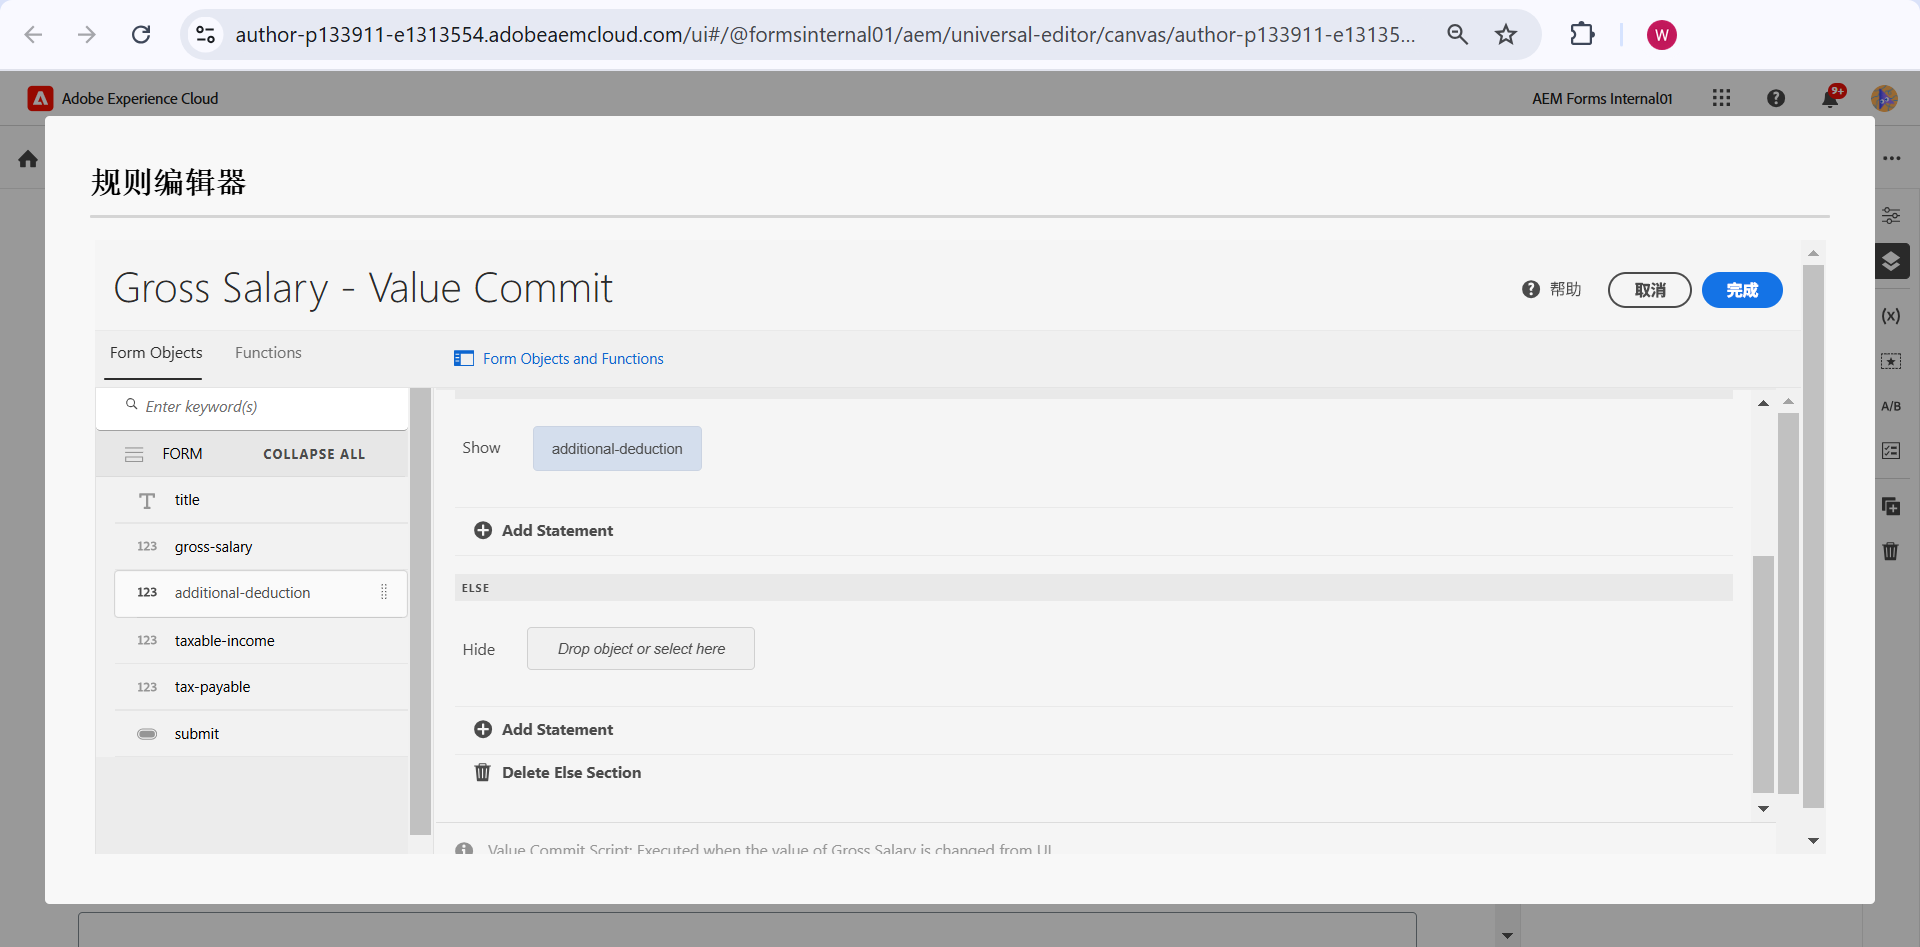 author-p133911-e1313554.adobeaemcloud.com/ui#/@formsinternal01/aem/universal-editor/canvas/author-p133911-e13135...
W
Adobe Experience Cloud
AEM Forms Internal01
9+
规则编辑器
Gross Salary - Value Commit
帮助
取消
完成
Form Objects
Functions
Form Objects and Functions
Enter keyword(s)
FORM
COLLAPSE ALL
title
123 gross-salary
123 additional-deduction
123 taxable-income
123 tax-payable
submit
Show
additional-deduction
Add Statement
ELSE
Hide
Drop object or select here
Add Statement
Delete Else Section
Value Commit Script: Executed when the value of Gross Salary is changed from UI
(x)
A/B